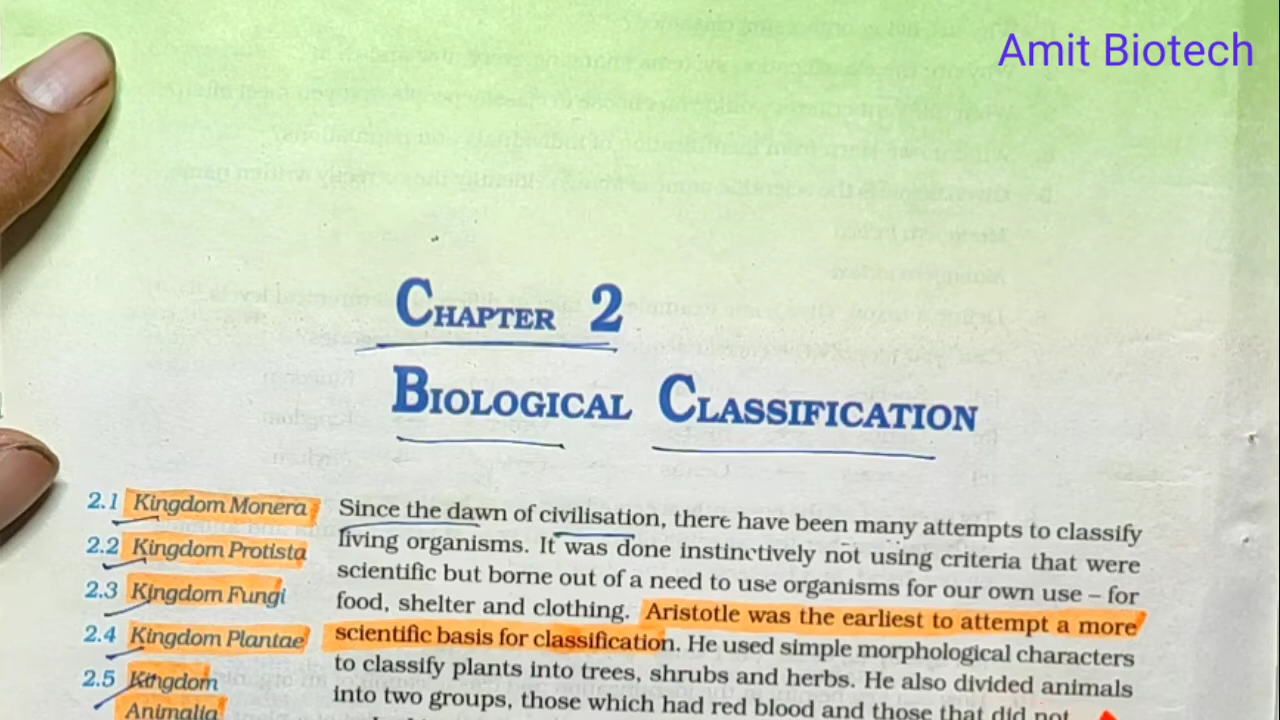 Amit Biotech
CHAPTER 2
BIOLOGICAL CLASSIFICATION
2.1 Kingdom Monera
2.2 Kingdom Protista
2.3 Kingdom Fungi
2.4 Kingdom Plantae
2.5 Kingdom
Animalia
Since the dawn of civilisation, there have been many attempts to classify
living organisms. It was done instinctively not using criteria that were
scientific but borne out of a need to use organisms for our own use – for
food, shelter and clothing. Aristotle was the earliest to attempt a more
scientific basis for classification. He used simple morphological characters
to classify plants into trees, shrubs and herbs. He also divided animals
into two groups, those which had red blood and those that did not